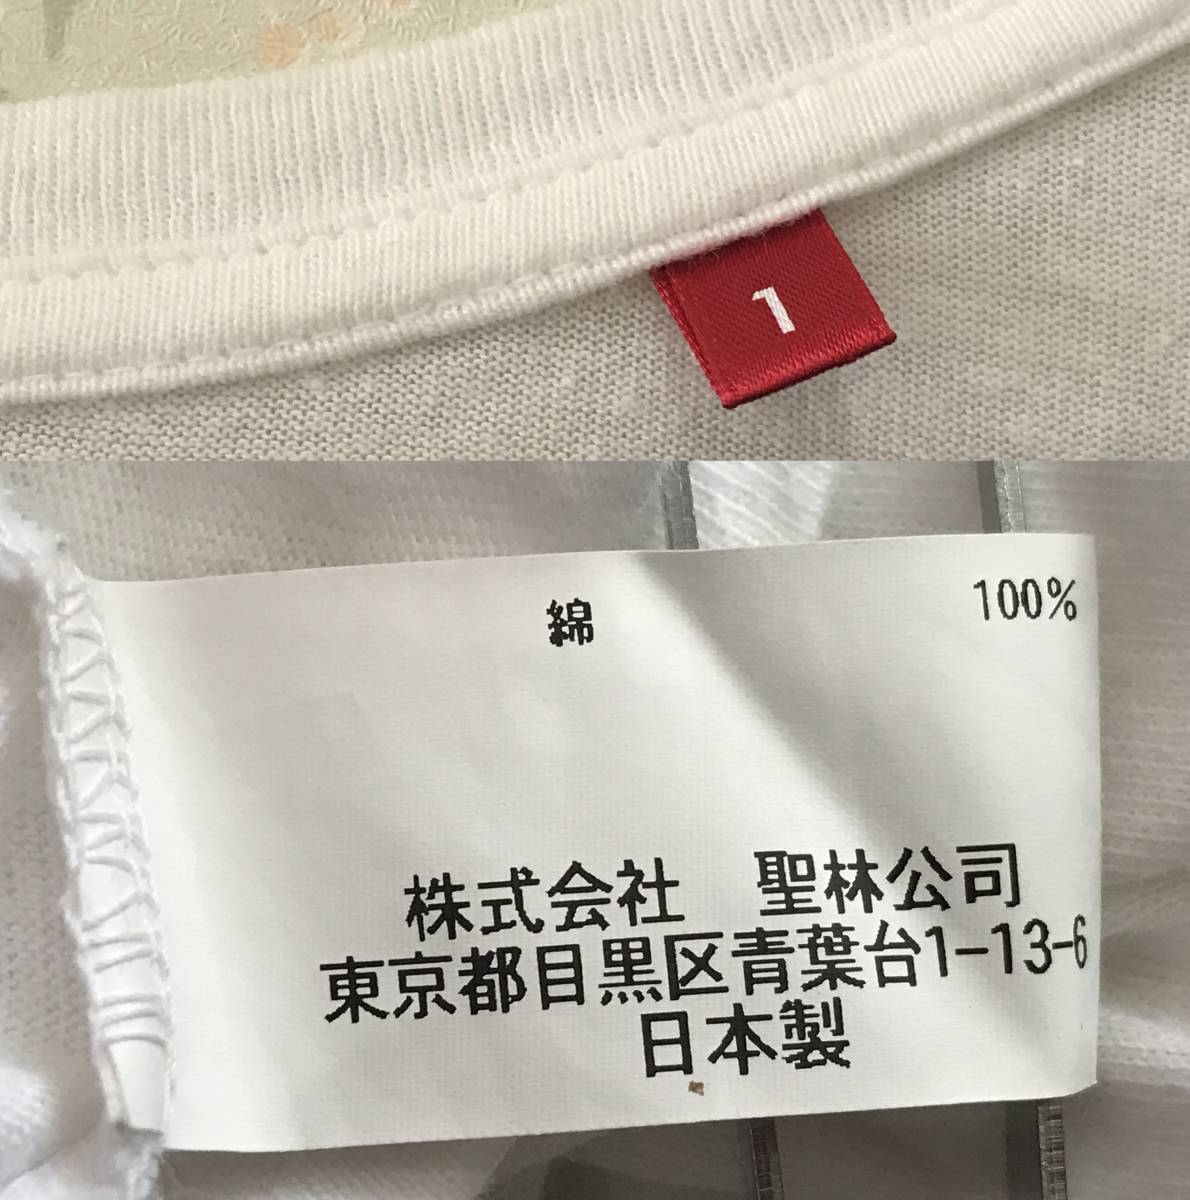 1
綿 100%
株式会社 聖林公司
東京都目黒区青葉台1-13-6
日本製